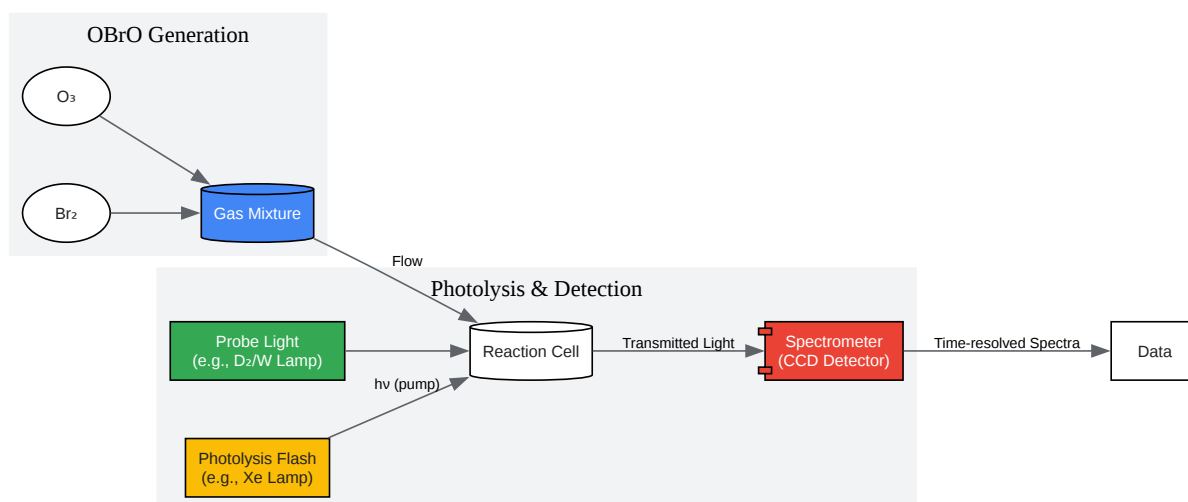 OBrO Generation
O₃
Br₂
Gas Mixture
Flow
Photolysis & Detection
Probe Light
(e.g., D₂/W Lamp)
Reaction Cell
Transmitted Light
Spectrometer
(CCD Detector)
Time-resolved Spectra
Data
hν (pump)
Photolysis Flash
(e.g., Xe Lamp)